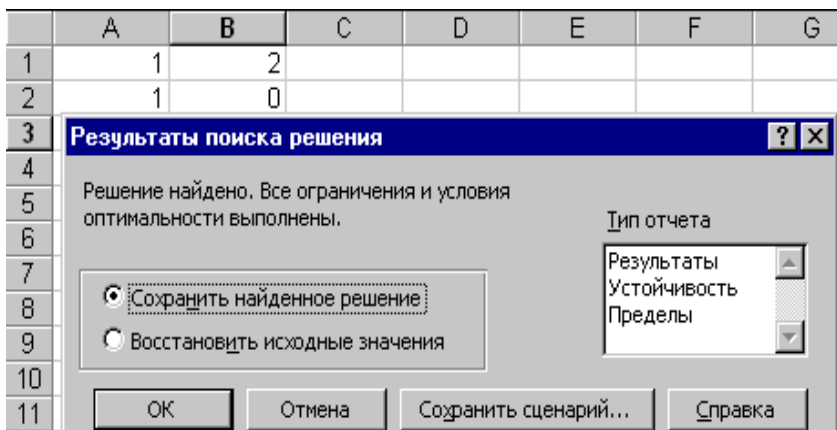 A B C D E F G
1 1 2
2 1 0
3 Результаты поиска решения ? ×
4
Решение найдено. Все ограничения и условия
5
оптимальности выполнены.
Тип отчета
6
7 Результаты
Сохранить найденное решение Устойчивость
8 Пределы
9 Восстановить исходные значения
10
11 ОК Отмена Сохранить сценарий... Справка